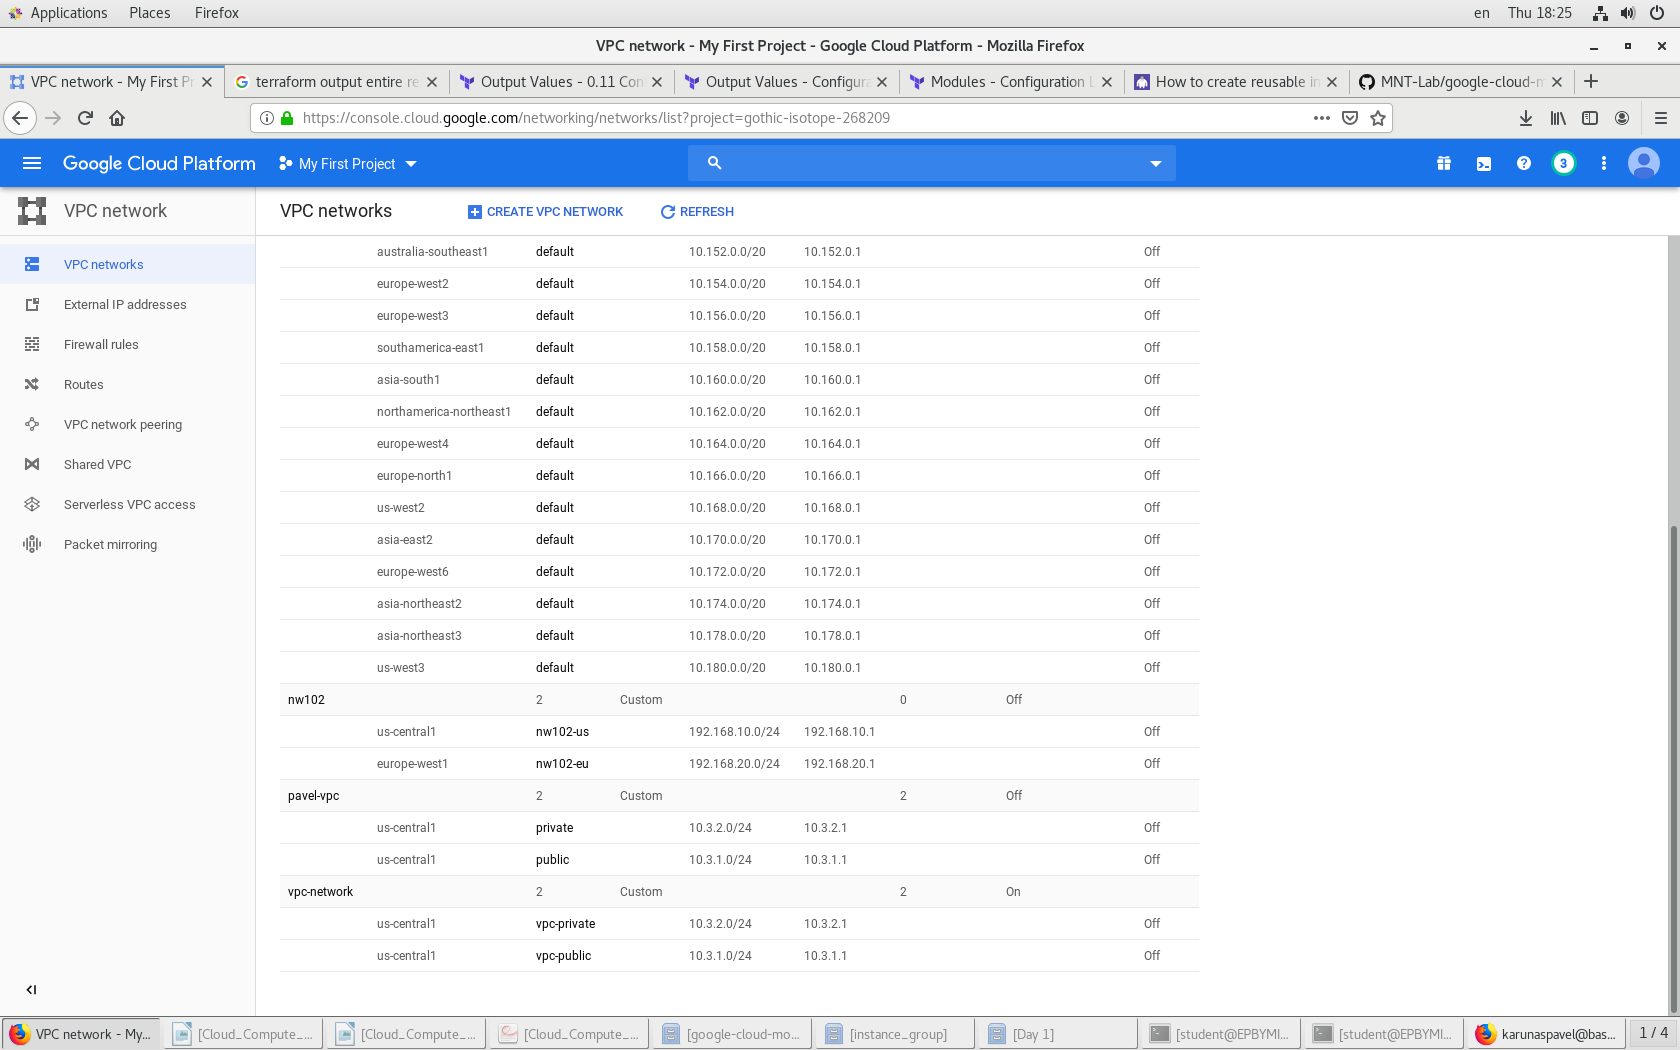 Applications Places Firefox en Thu 18:25
VPC network - My First Project - Google Cloud Platform - Mozilla Firefox
VPC network - My First Pr terraform output entire re Output Values - 0.11 Con Output Values - Configura Modules - Configuration L How to create reusable in MNT-Lab/google-cloud-m
https://console.cloud.google.com/networking/networks/list?project=gothic-isotope-268209
Google Cloud Platform My First Project 3
VPC network VPC networks CREATE VPC NETWORK REFRESH
VPC networks
External IP addresses
Firewall rules
Routes
VPC network peering
Shared VPC
Serverless VPC access
Packet mirroring
australia-southeast1 default 10.152.0.0/20 10.152.0.1 Off
europe-west2 default 10.154.0.0/20 10.154.0.1 Off
europe-west3 default 10.156.0.0/20 10.156.0.1 Off
southamerica-east1 default 10.158.0.0/20 10.158.0.1 Off
asia-south1 default 10.160.0.0/20 10.160.0.1 Off
northamerica-northeast1 default 10.162.0.0/20 10.162.0.1 Off
europe-west4 default 10.164.0.0/20 10.164.0.1 Off
europe-north1 default 10.166.0.0/20 10.166.0.1 Off
us-west2 default 10.168.0.0/20 10.168.0.1 Off
asia-east2 default 10.170.0.0/20 10.170.0.1 Off
europe-west6 default 10.172.0.0/20 10.172.0.1 Off
asia-northeast2 default 10.174.0.0/20 10.174.0.1 Off
asia-northeast3 default 10.178.0.0/20 10.178.0.1 Off
us-west3 default 10.180.0.0/20 10.180.0.1 Off
nw102 2 Custom 0 Off
us-central1 nw102-us 192.168.10.0/24 192.168.10.1 Off
europe-west1 nw102-eu 192.168.20.0/24 192.168.20.1 Off
pavel-vpc 2 Custom 2 Off
us-central1 private 10.3.2.0/24 10.3.2.1 Off
us-central1 public 10.3.1.0/24 10.3.1.1 Off
vpc-network 2 Custom 2 On
us-central1 vpc-private 10.3.2.0/24 10.3.2.1 Off
us-central1 vpc-public 10.3.1.0/24 10.3.1.1 Off
VPC network - My... [Cloud_Compute_... [Cloud_Compute_... [Cloud_Compute_... [google-cloud-mo... [instance_group] [Day 1] [student@EPBYMI... [student@EPBYMI... karunaspavel@bas... 1 / 4